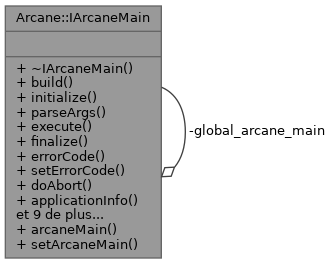 Arcane::IArcaneMain
+ ~IArcaneMain()
+ build()
+ initialize()
+ parseArgs()
+ execute()
+ finalize()
+ errorCode()
+ setErrorCode()
+ doAbort()
+ applicationInfo()
et 9 de plus...
+ arcaneMain()
+ setArcaneMain()
-global_arcane_main